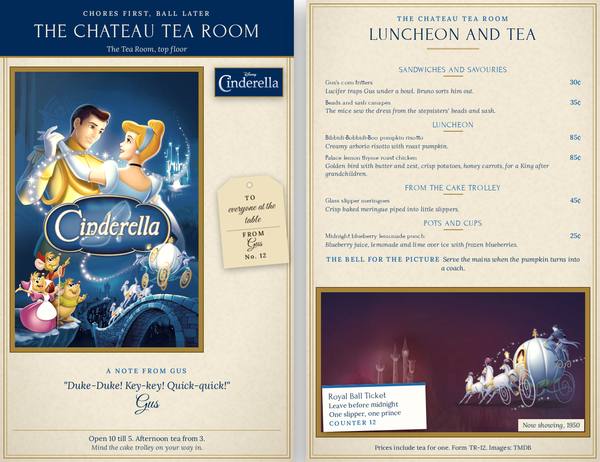 CHORES FIRST, BALL LATER
THE CHATEAU TEA ROOM
The Tea Room, top floor
Disney
Cinderella
Cinderella
TO
everyone at the
table
FROM
Gus
No. 12
A NOTE FROM GUS
"Duke-Duke! Key-key! Quick-quick!"
Gus
Open 10 till 5. Afternoon tea from 3.
Mind the cake trolley on your way in.
THE CHATEAU TEA ROOM
LUNCHEON AND TEA
SANDWICHES AND SAVOURIES
Gus's corn fritters 30¢
Lucifer traps Gus under a bowl. Bruno sorts him out.
Beads and sash canapes 35¢
The mice sew the dress from the stepsisters' beads and sash.
LUNCHEON
Bibbidi-Bobbidi-Boo pumpkin risotto 85¢
Creamy arborio risotto with roast pumpkin.
Palace lemon thyme roast chicken 85¢
Golden bird with butter and zest, crisp potatoes, honey carrots, for a King after
grandchildren.
FROM THE CAKE TROLLEY
Glass slipper meringues 45¢
Crisp baked meringue piped into little slippers.
POTS AND CUPS
Midnight blueberry lemonade punch 25¢
Blueberry juice, lemonade and lime over ice with frozen blueberries.
THE BELL FOR THE PICTURE Serve the mains when the pumpkin turns into
a coach.
Royal Ball Ticket
Leave before midnight
One slipper, one prince
COUNTER 12
Now showing, 1950
Prices include tea for one. Form TR-12. Images: TMDB